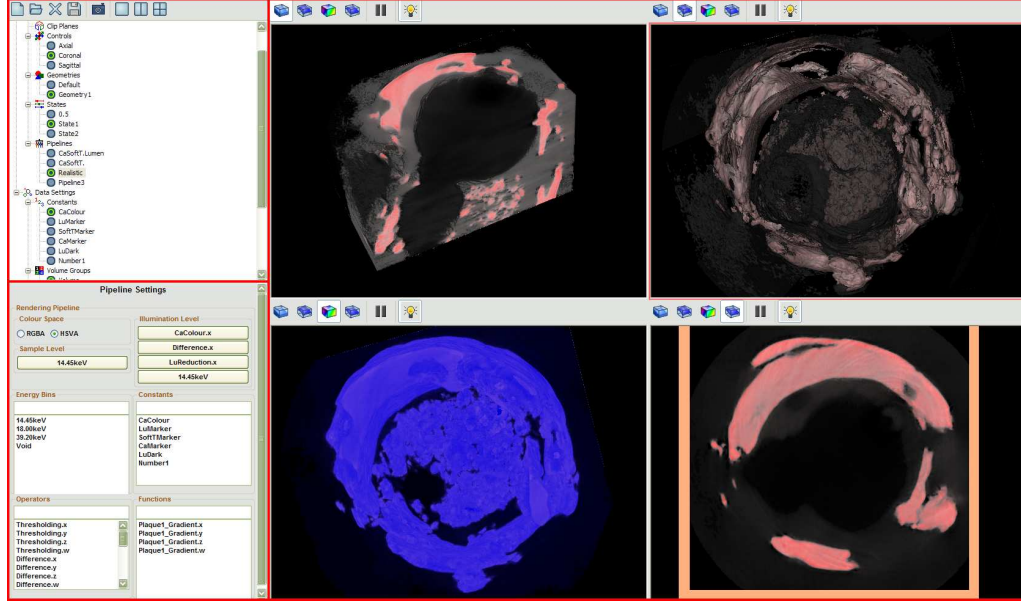 Clip Planes
Controls
Axial
Coronal
Sagittal
Geometries
Default
Geometry1
States
0.5
State1
State2
Pipelines
CaSoftT.Lumen
CaSoftT.
Realistic
Pipeline3
Data Settings
Constants
CaColour
LuMarker
SoftTMarker
CaMarker
LuDark
Number1
Volume Groups
Pipeline Settings
Rendering Pipeline
Colour Space
RGBA HSVA
Sample Level
14.45keV
Illumination Level
CaColour.x
Difference.x
LuReduction.x
14.45keV
Energy Bins
14.45keV
18.00keV
39.20keV
Void
Constants
CaColour
LuMarker
SoftTMarker
CaMarker
LuDark
Number1
Operators
Thresholding.x
Thresholding.y
Thresholding.z
Thresholding.w
Difference.x
Difference.y
Difference.z
Difference.w
Functions
Plaque1_Gradient.x
Plaque1_Gradient.y
Plaque1_Gradient.z
Plaque1_Gradient.w